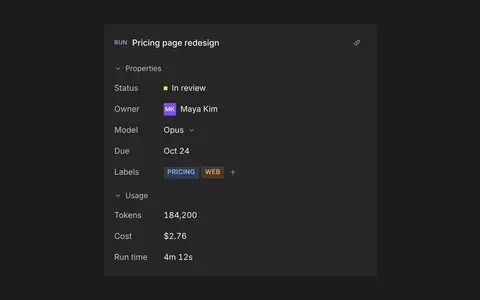 RUN Pricing page redesign
Properties
Status In review
Owner MK Maya Kim
Model Opus
Due Oct 24
Labels PRICING WEB +
Usage
Tokens 184,200
Cost $2.76
Run time 4m 12s